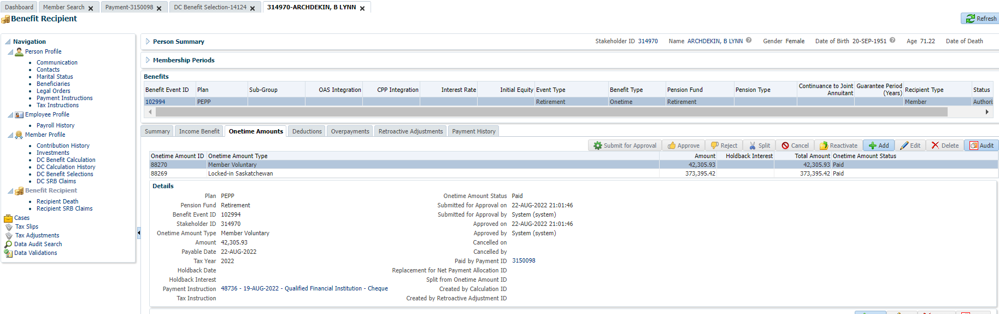 Dashboard Member Search Payment-3150098 DC Benefit Selection-14124 314970-ARCHDEKIN, B LYNN
Benefit Recipient Refresh
Navigation
Person Profile
Communication
Contacts
Marital Status
Beneficiaries
Legal Orders
Payment Instructions
Tax Instructions
Employee Profile
Payroll History
Member Profile
Contribution History
Investments
DC Benefit Calculation
DC Calculation History
DC Benefit Selections
DC SRB Claims
Benefit Recipient
Recipient Death
Recipient SRB Claims
Cases
Tax Slips
Tax Adjustments
Data Audit Search
Data Validations
Person Summary Stakeholder ID 314970 Name ARCHDEKIN, B LYNN Gender Female Date of Birth 20-SEP-1951 Age 71.22 Date of Death
Membership Periods
Benefits
Benefit Event ID Plan Sub-Group OAS Integration CPP Integration Interest Rate Initial Equity Event Type Benefit Type Pension Fund Pension Type Continuance to Joint Annuitant Guarantee Period (Years) Recipient Type Status
102994 PEPP Retirement Onetime Retirement Member Authori
Summary Income Benefit Onetime Amounts Deductions Overpayments Retroactive Adjustments Payment History
Submit for Approval Approve Reject Split Cancel Reactivate Add Edit Delete Audit
Onetime Amount ID Onetime Amount Type Amount Holdback Interest Total Amount Onetime Amount Status
88270 Member Voluntary 42,305.93 42,305.93 Paid
88269 Locked-in Saskatchewan 373,395.42 373,395.42 Paid
Details
Plan PEPP Onetime Amount Status Paid
Pension Fund Retirement Submitted for Approval on 22-AUG-2022 21:01:46
Benefit Event ID 102994 Submitted for Approval by System (system)
Stakeholder ID 314970 Approved on 22-AUG-2022 21:01:46
Onetime Amount Type Member Voluntary Approved by System (system)
Amount 42,305.93 Cancelled on
Payable Date 22-AUG-2022 Cancelled by
Tax Year 2022 Paid by Payment ID 3150098
Holdback Date Replacement for Net Payment Allocation ID
Holdback Interest Split from Onetime Amount ID
Payment Instruction 48736 - 19-AUG-2022 - Qualified Financial Institution - Cheque Created by Calculation ID
Tax Instruction Created by Retroactive Adjustment ID